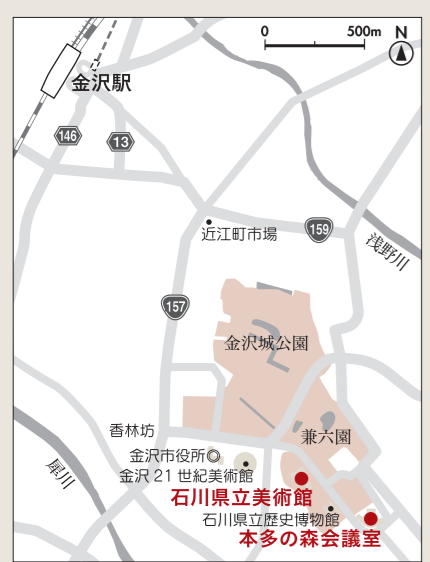 0 500m N
金沢駅
146
13
近江町市場
159
浅野川
157
金沢城公園
香林坊
兼六園
金沢市役所
金沢21世紀美術館
犀川
石川県立美術館
石川県立歴史博物館
本多の森会議室